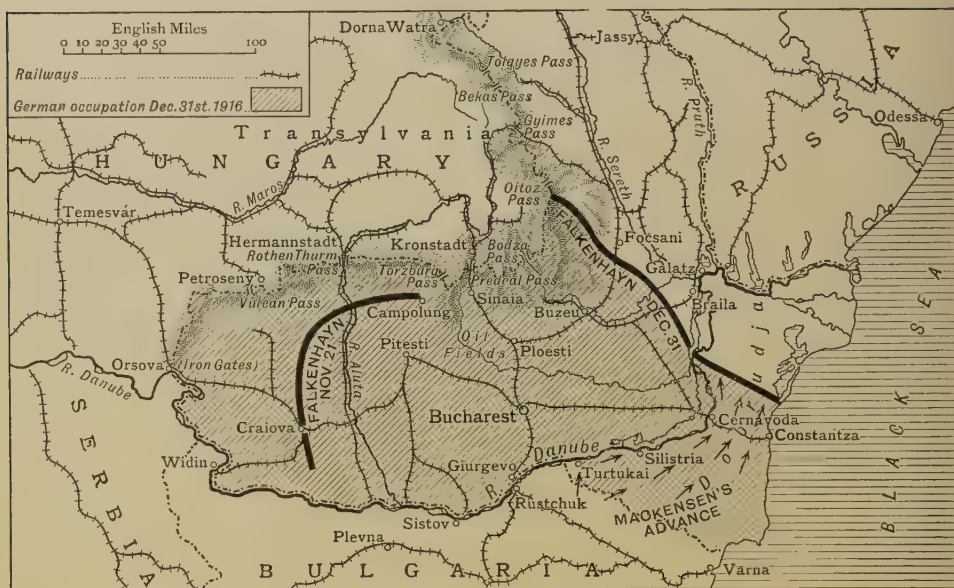 English Miles
0 10 20 30 40 50 100
Railways
German occupation Dec. 31st. 1916
Dorna Watra
Jassy
Tolgyes Pass
Bekas Pass
Gyimes Pass
Odessa
Transylvania
HUNGARY
RUSSIA
R. Pruth
R. Sereth
R. Maros
Oitoz Pass
Temesvár
Hermannstadt
Kronstadt
Rothen Thurm Pass
Törzburg Pass
Bodza Pass
Predeal Pass
Focsani
Galatz
Petroseny
Vulcan Pass
Campolung
Sinaia
Buzeu
Braila
FALKENHAYN DEC. 31
FALKENHAYN NOV. 27
Orsova
(Iron Gates)
R. Danube
R. Aluta
Pitesti
Oil Fields
Ploesti
Dobrudja
Bucharest
Craiova
Cernavoda
Constantza
Widin
Giurgevo
R. Danube
Silistria
Turtukai
Rustchuk
MACKENSEN'S ADVANCE
Sistov
Plevna
SERBIA
BULGARIA
Varna
BLACK SEA